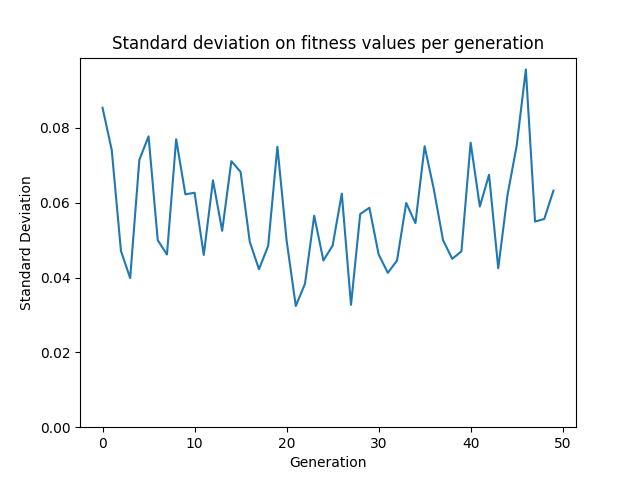 Standard deviation on fitness values per generation
Standard Deviation
0.08
0.06
0.04
0.02
0.00
0 10 20 30 40 50
Generation